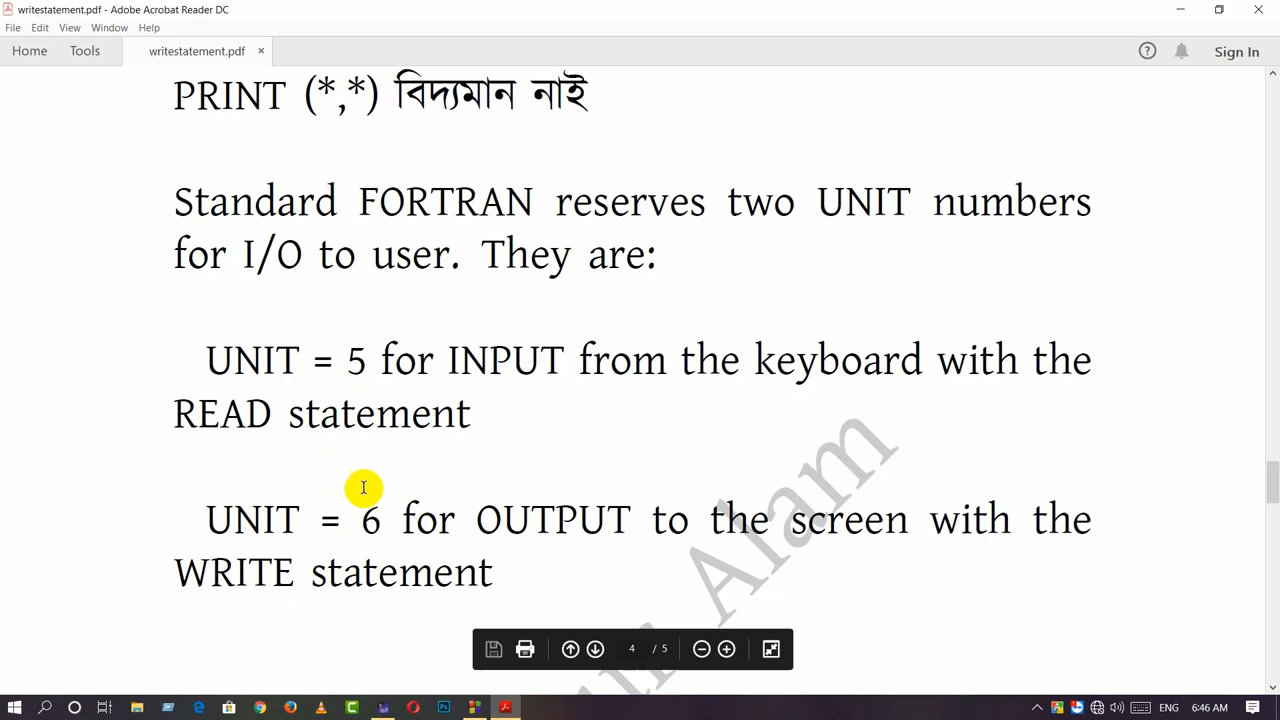 writestatement.pdf - Adobe Acrobat Reader DC
File Edit View Window Help
Home Tools writestatement.pdf × Sign In
PRINT (*,*) বিদ্যমান নাই
Standard FORTRAN reserves two UNIT numbers
for I/O to user. They are:
UNIT = 5 for INPUT from the keyboard with the
READ statement
UNIT = 6 for OUTPUT to the screen with the
WRITE statement
Alam
4 / 5
ENG 6:46 AM